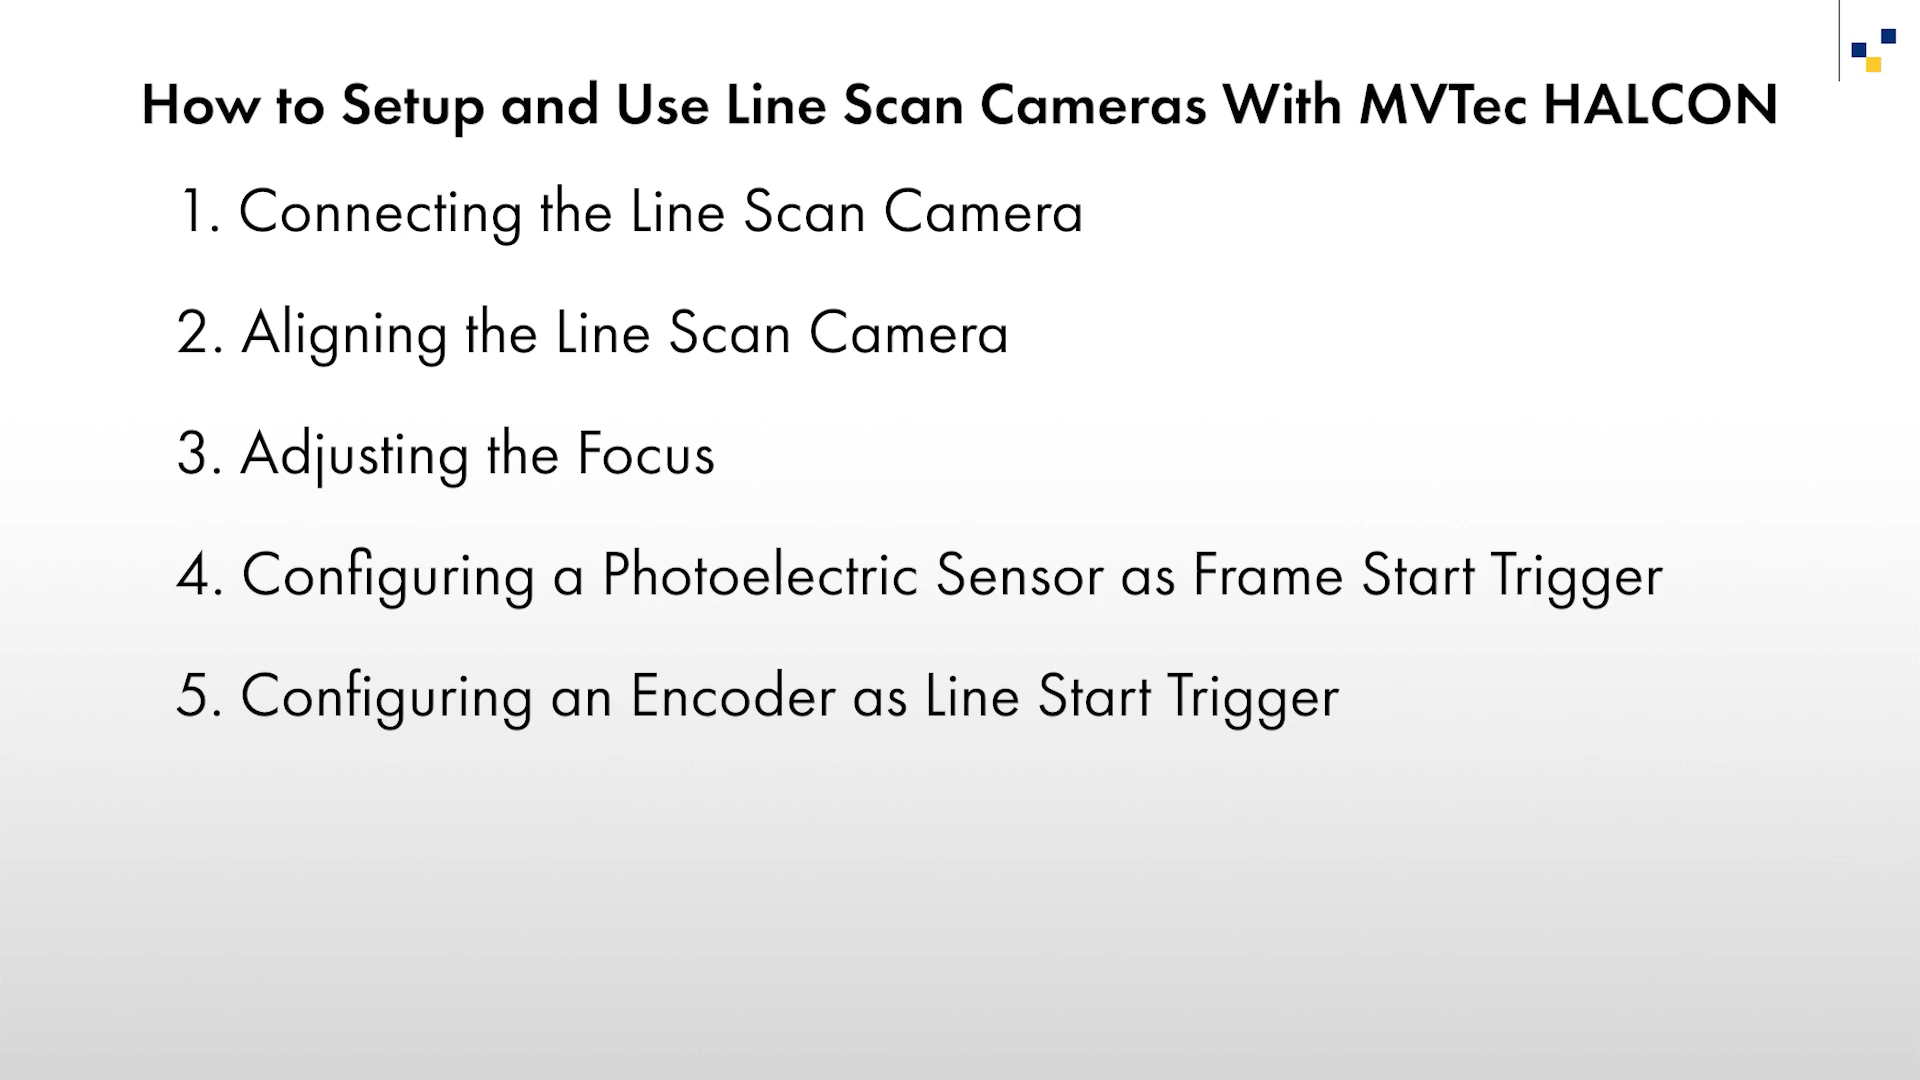 How to Setup and Use Line Scan Cameras With MVTec HALCON
1. Connecting the Line Scan Camera
2. Aligning the Line Scan Camera
3. Adjusting the Focus
4. Configuring a Photoelectric Sensor as Frame Start Trigger
5. Configuring an Encoder as Line Start Trigger